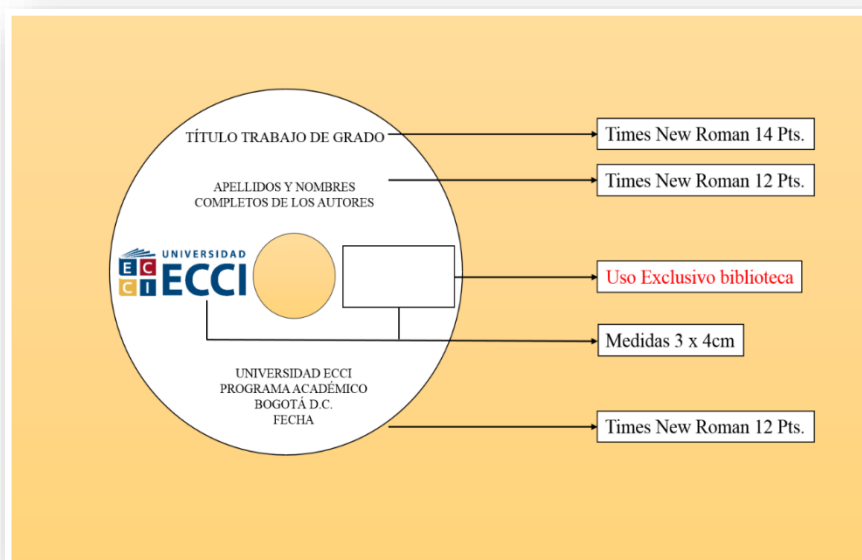 TÍTULO TRABAJO DE GRADO
Times New Roman 14 Pts.
APELLIDOS Y NOMBRES
COMPLETOS DE LOS AUTORES
Times New Roman 12 Pts.
UNIVERSIDAD
ECCI
E C
C I
Uso Exclusivo biblioteca
Medidas 3 x 4cm
UNIVERSIDAD ECCI
PROGRAMA ACADÉMICO
BOGOTÁ D.C.
FECHA
Times New Roman 12 Pts.